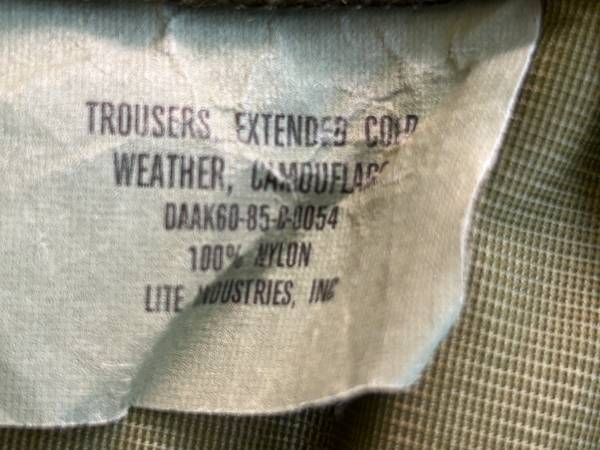 TROUSERS, EXTENDED COLD
WEATHER, CAMOUFLAGE
DAAK60-85-C-0054
100% NYLON
LITE INDUSTRIES, INC